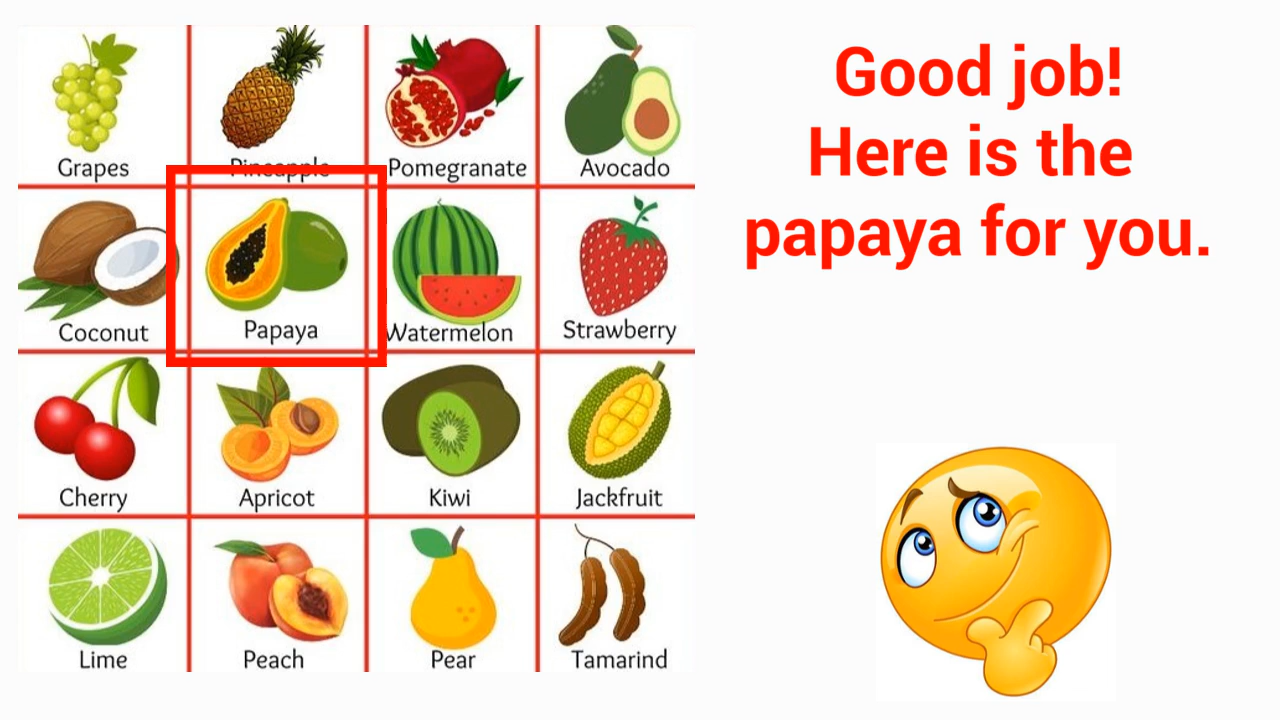 Grapes Pineapple Pomegranate Avocado
Coconut Papaya Watermelon Strawberry
Cherry Apricot Kiwi Jackfruit
Lime Peach Pear Tamarind
Good job!
Here is the
papaya for you.